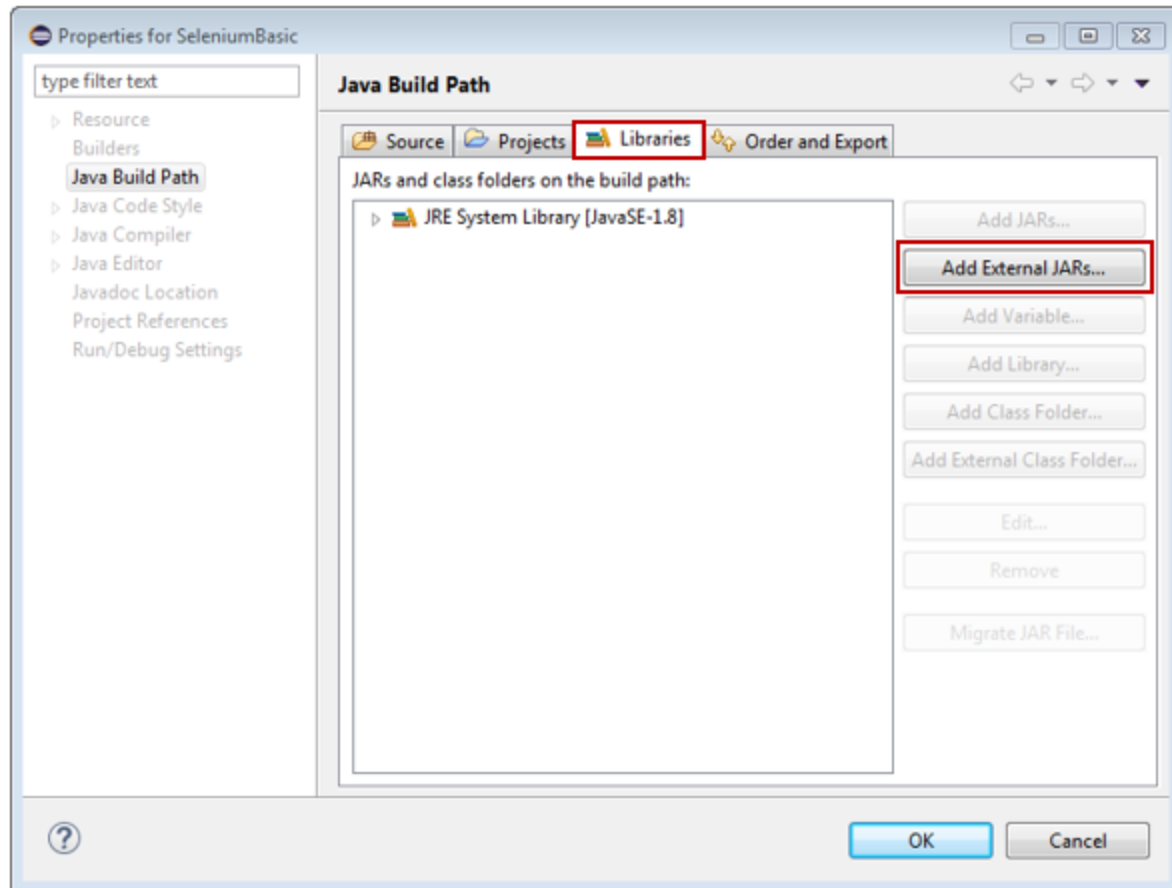 Properties for SeleniumBasic
type filter text
Resource
Builders
Java Build Path
Java Code Style
Java Compiler
Java Editor
Javadoc Location
Project References
Run/Debug Settings
Java Build Path
Source Projects Libraries Order and Export
JARs and class folders on the build path:
JRE System Library [JavaSE-1.8]
Add JARs...
Add External JARs...
Add Variable...
Add Library...
Add Class Folder...
Add External Class Folder...
Edit...
Remove
Migrate JAR File...
?
OK Cancel